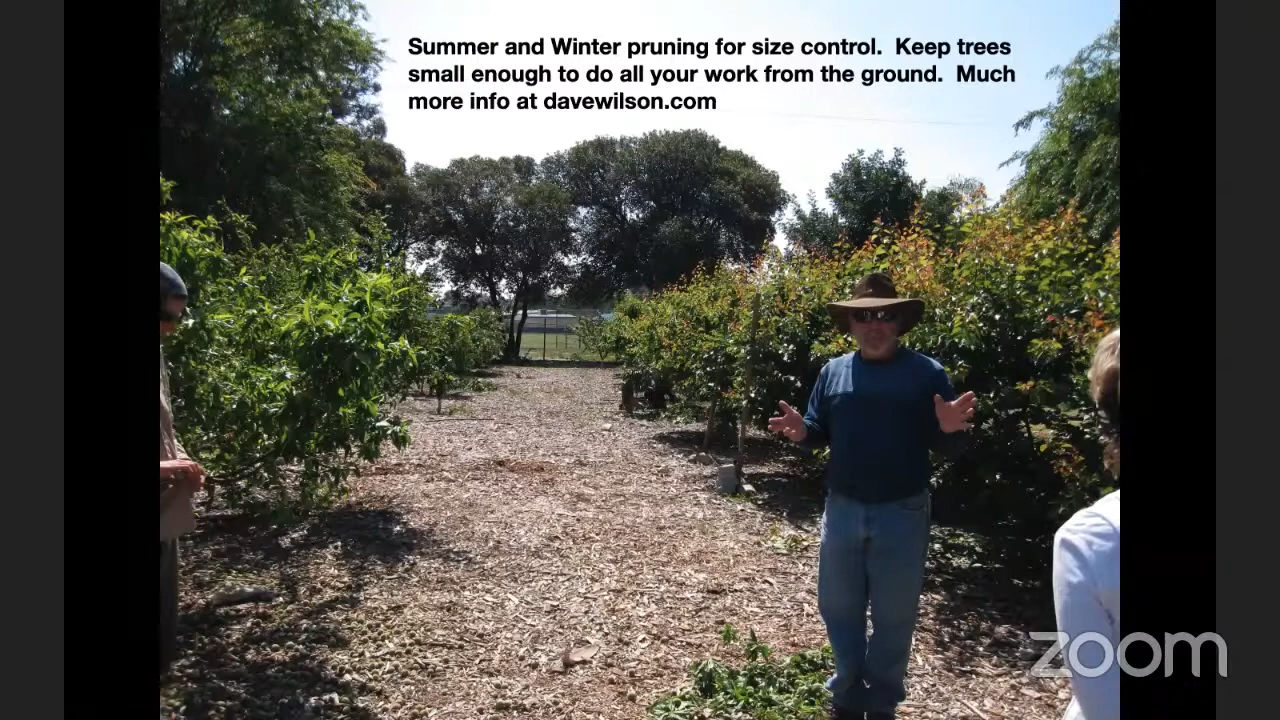 Summer and Winter pruning for size control.  Keep trees
small enough to do all your work from the ground.  Much
more info at davewilson.com
zoom